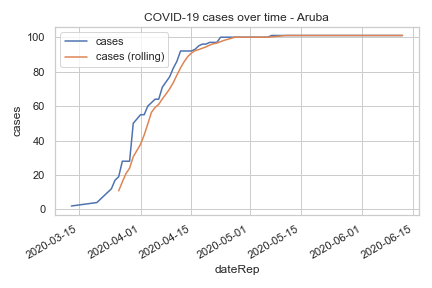 COVID-19 cases over time - Aruba
cases
cases (rolling)
100
80
60
40
20
0
cases
2020-03-15
2020-04-01
2020-04-15
2020-05-01
2020-05-15
2020-06-01
2020-06-15
dateRep